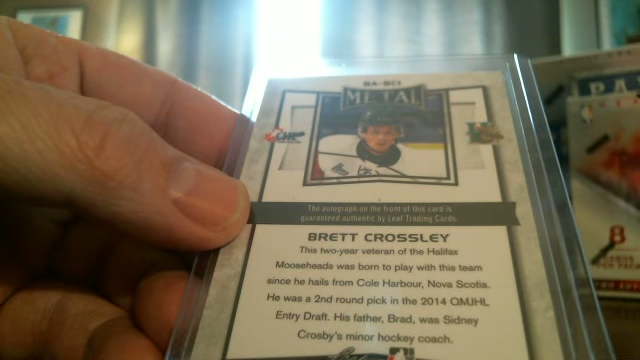 BA-BC1
METAL
CHL
The autograph on the front of this card is
guaranteed authentic by Leaf Trading Cards.
BRETT CROSSLEY
This two-year veteran of the Halifax
Mooseheads was born to play with this team
since he hails from Cole Harbour, Nova Scotia.
He was a 2nd round pick in the 2014 QMJHL
Entry Draft. His father, Brad, was Sidney
Crosby's minor hockey coach.
Leaf
8